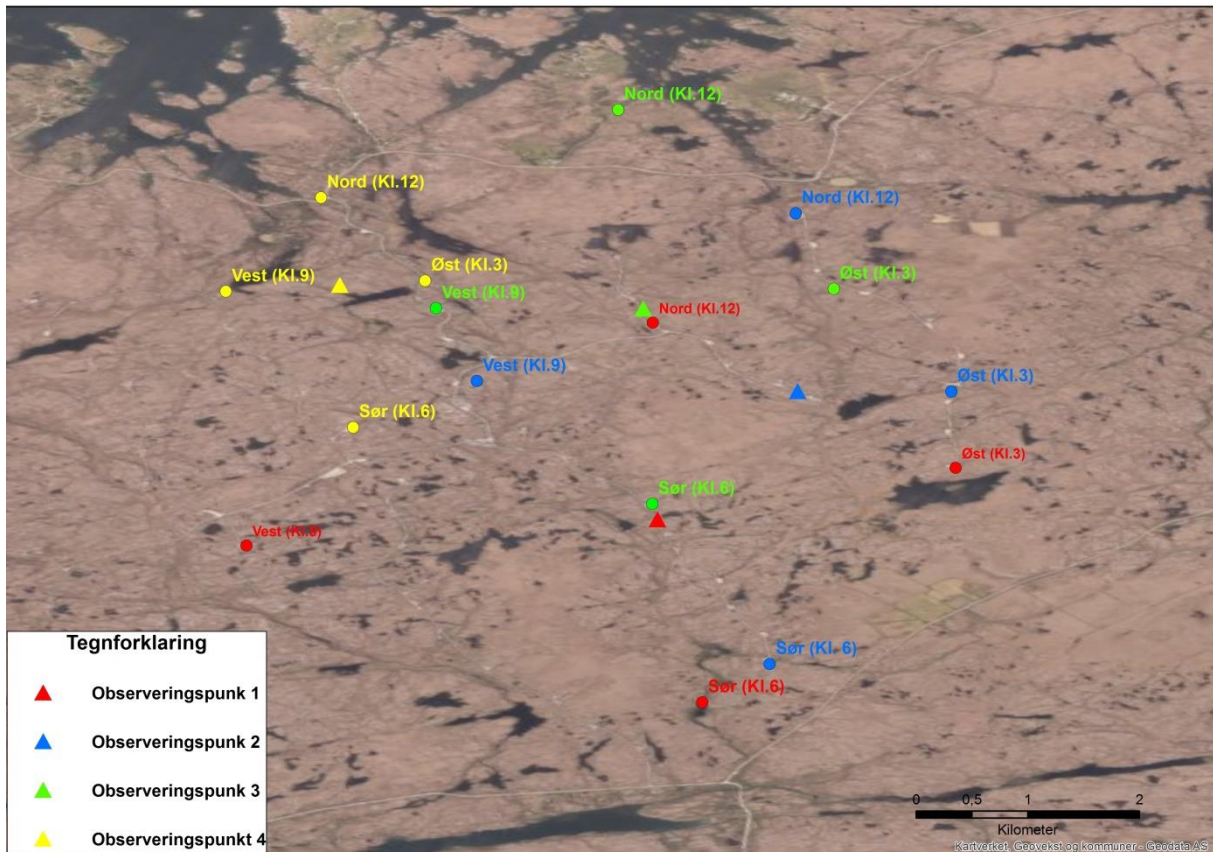 Nord (Kl.12)
Nord (Kl.12)
Nord (Kl.12)
Vest (Kl.9)
Øst (Kl.3)
Øst (Kl.3)
Vest (Kl.9)
Nord (Kl.12)
Vest (Kl.9)
Øst (Kl.3)
Sør (Kl.6)
Øst (Kl.3)
Sør (Kl.6)
Vest (Kl.9)
Sør (Kl. 6)
Sør (Kl.6)
Tegnforklaring
Observeringspunk 1
Observeringspunk 2
Observeringspunk 3
Observeringspunkt 4
0 0,5 1 2
Kilometer
Kartverket, Geovekst og kommuner - Geodata AS